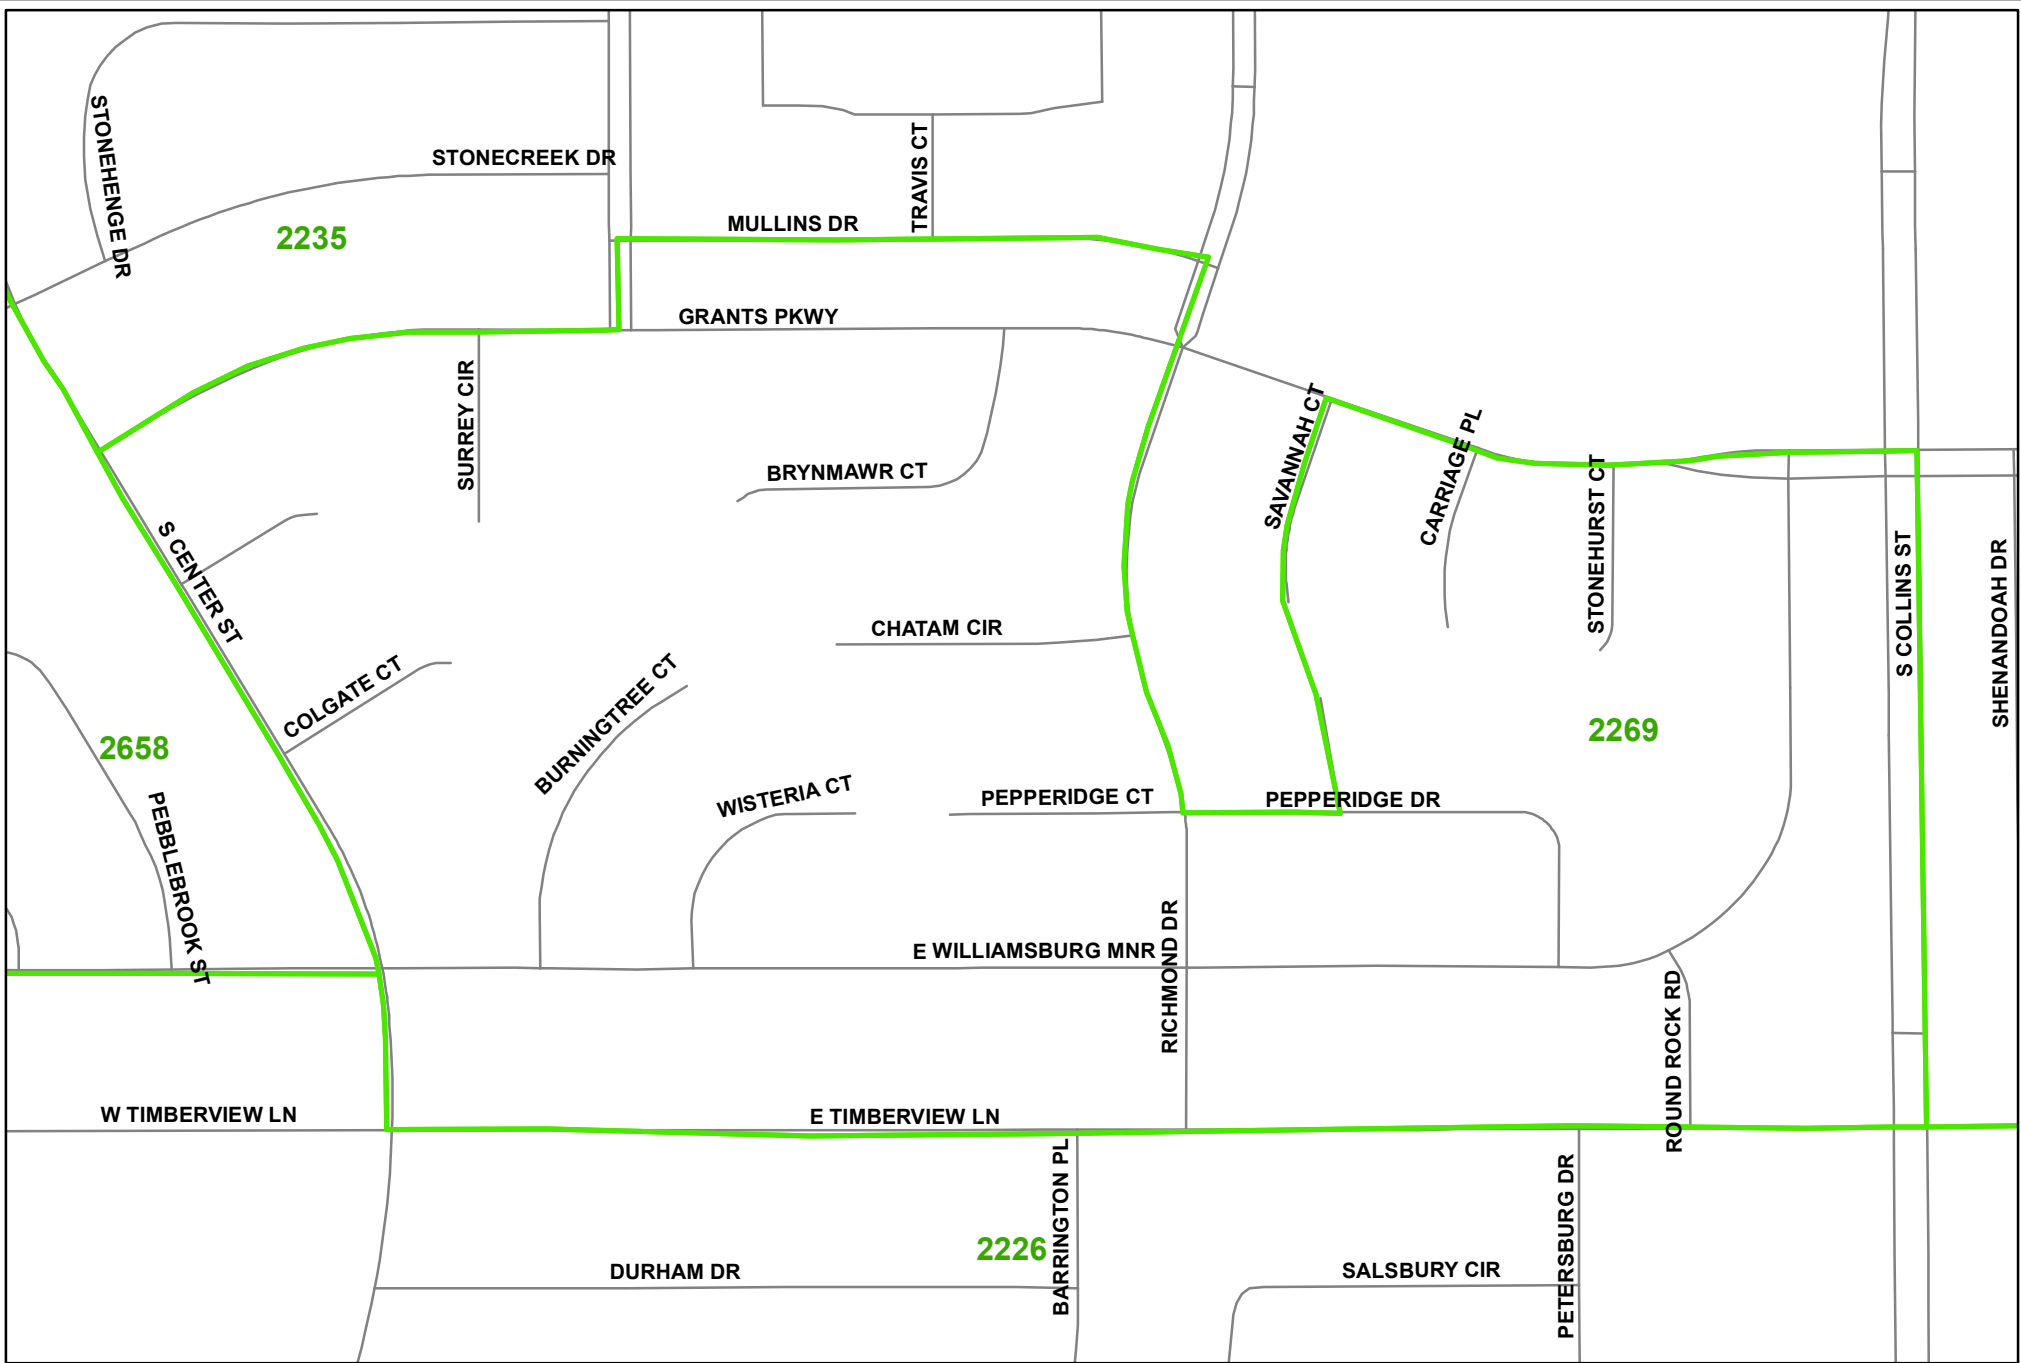 STONEHENGE DR
STONECREEK DR
TRAVIS CT
MULLINS DR
2235
GRANTS PKWY
SURREY CIR
SAVANNAH CT
CARRIAGE PL
BRYNMAWR CT
STONEHURST CT
S COLLINS ST
SHENANDOAH DR
S CENTER ST
CHATAM CIR
COLGATE CT
BURNINGTREE CT
2658
2269
WISTERIA CT
PEPPERIDGE CT
PEPPERIDGE DR
PEBBLEBROOK ST
RICHMOND DR
E WILLIAMSBURG MNR
ROUND ROCK RD
W TIMBERVIEW LN
E TIMBERVIEW LN
BARRINGTON PL
PETERSBURG DR
2226
DURHAM DR
SALSBURY CIR